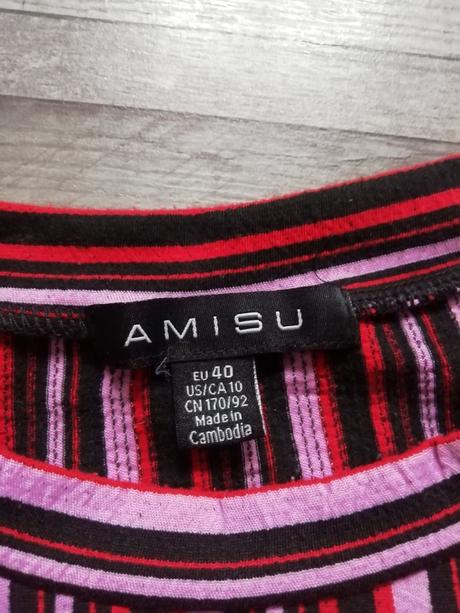 AMISU
EU 40
US/CA 10
CN 170/92
Made in
Cambodia